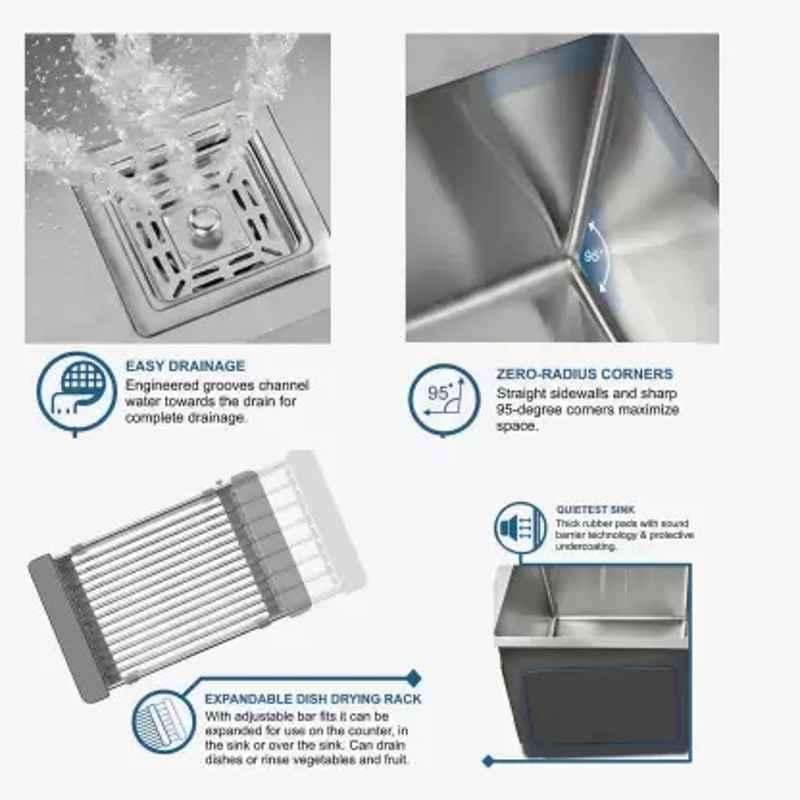 95°
EASY DRAINAGE
Engineered grooves channel
water towards the drain for
complete drainage.
95°
ZERO-RADIUS CORNERS
Straight sidewalls and sharp
95-degree corners maximize
space.
QUIETEST SINK
Thick rubber pads with sound
barrier technology & protective
undercoating.
EXPANDABLE DISH DRYING RACK
With adjustable bar fits it can be
expanded for use on the counter, in
the sink or over the sink. Can drain
dishes or rinse vegetables and fruit.